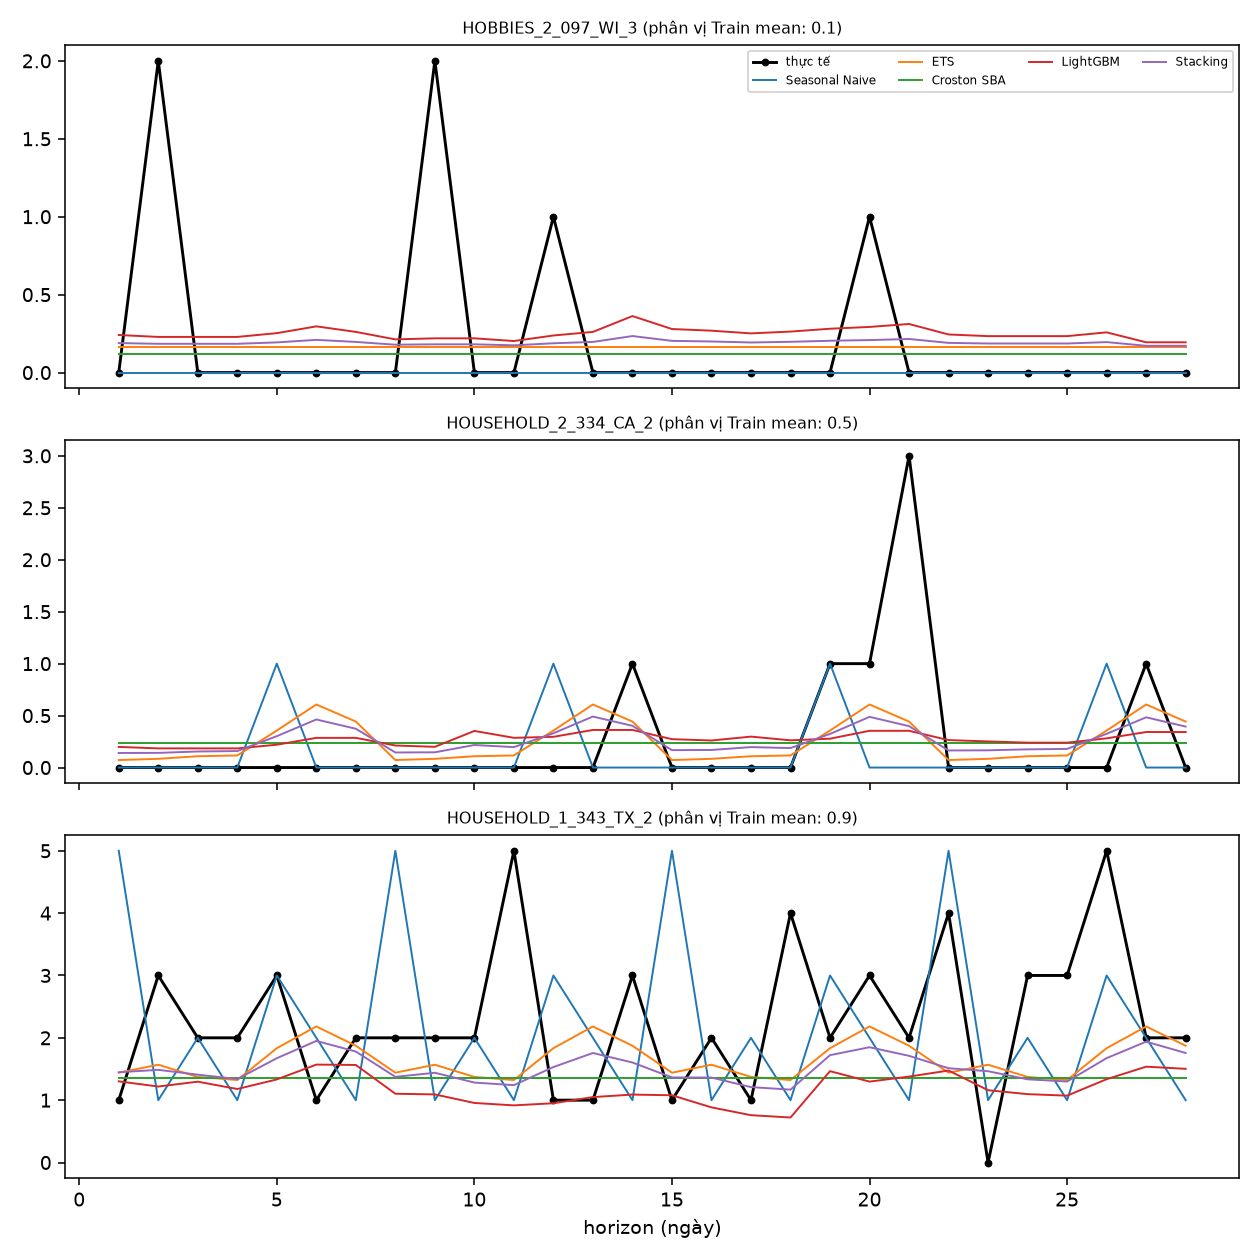 HOBBIES_2_097_WI_3 (phân vị Train mean: 0.1)
thực tế
Seasonal Naive
ETS
Croston SBA
LightGBM
Stacking
2.0
1.5
1.0
0.5
0.0
HOUSEHOLD_2_334_CA_2 (phân vị Train mean: 0.5)
3.0
2.5
2.0
1.5
1.0
0.5
0.0
HOUSEHOLD_1_343_TX_2 (phân vị Train mean: 0.9)
5
4
3
2
1
0
0 5 10 15 20 25
horizon (ngày)